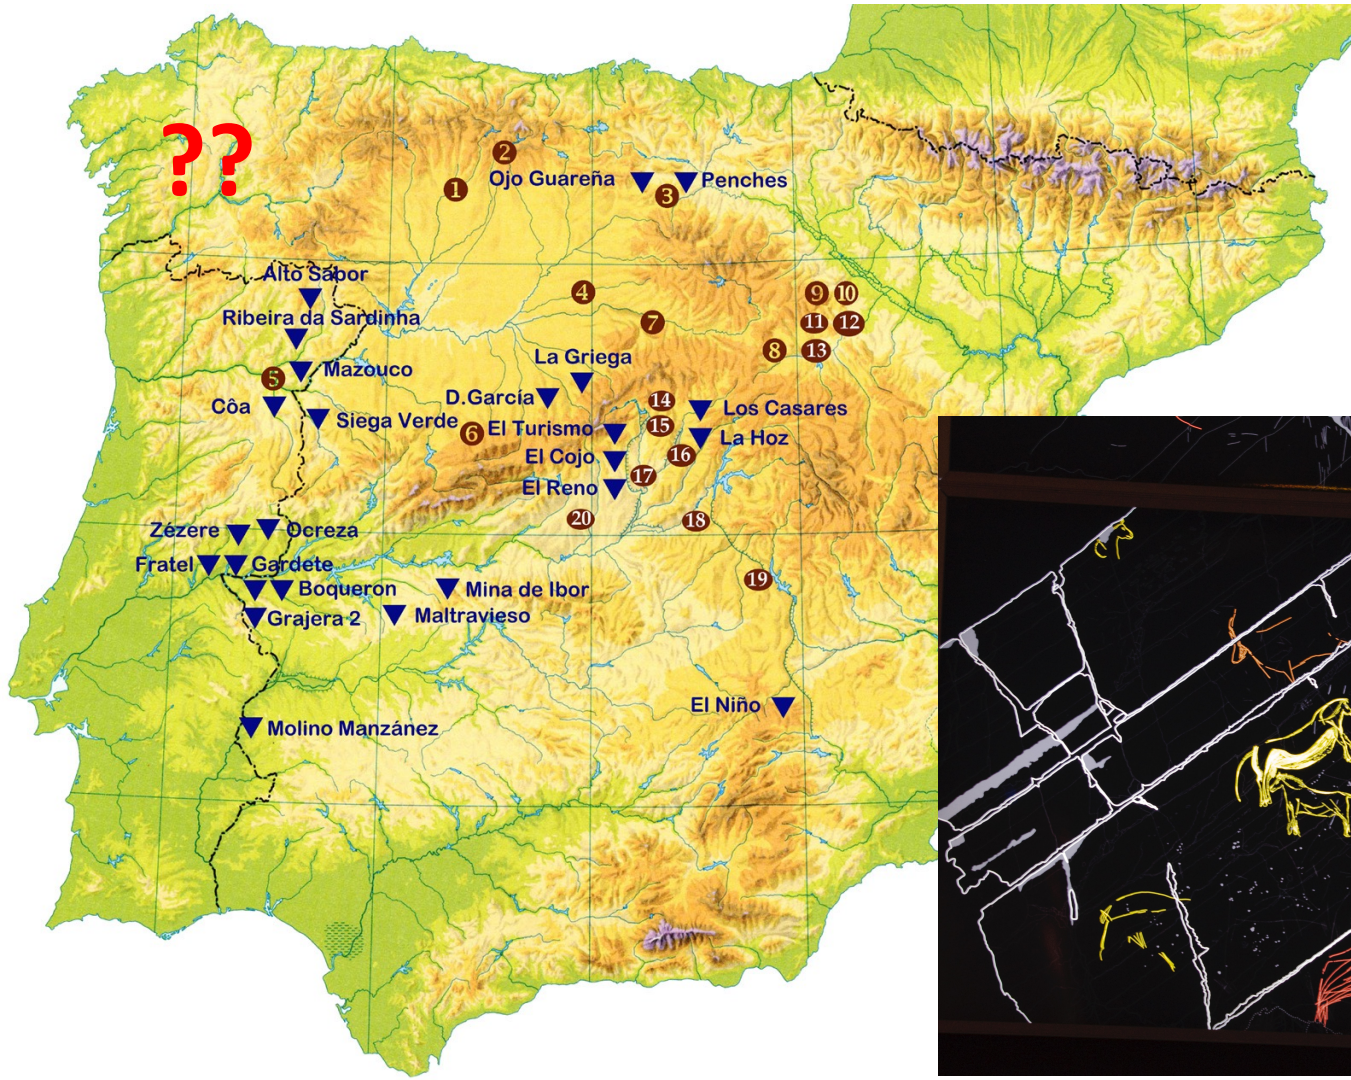 ??
2
Ojo Guareña
Penches
1
3
Alto Sabor
4
9
10
Ribeira da Sardinha
7
11
12
La Griega
8
13
Mazouco
5
D.García
14
Côa
Siega Verde
Los Casares
6
El Turismo
15
La Hoz
El Cojo
16
17
El Reno
20
18
Zézere
Ocreza
Fratel
Gardete
19
Boqueron
Mina de Ibor
Grajera 2
Maltravieso
El Niño
Molino Manzánez